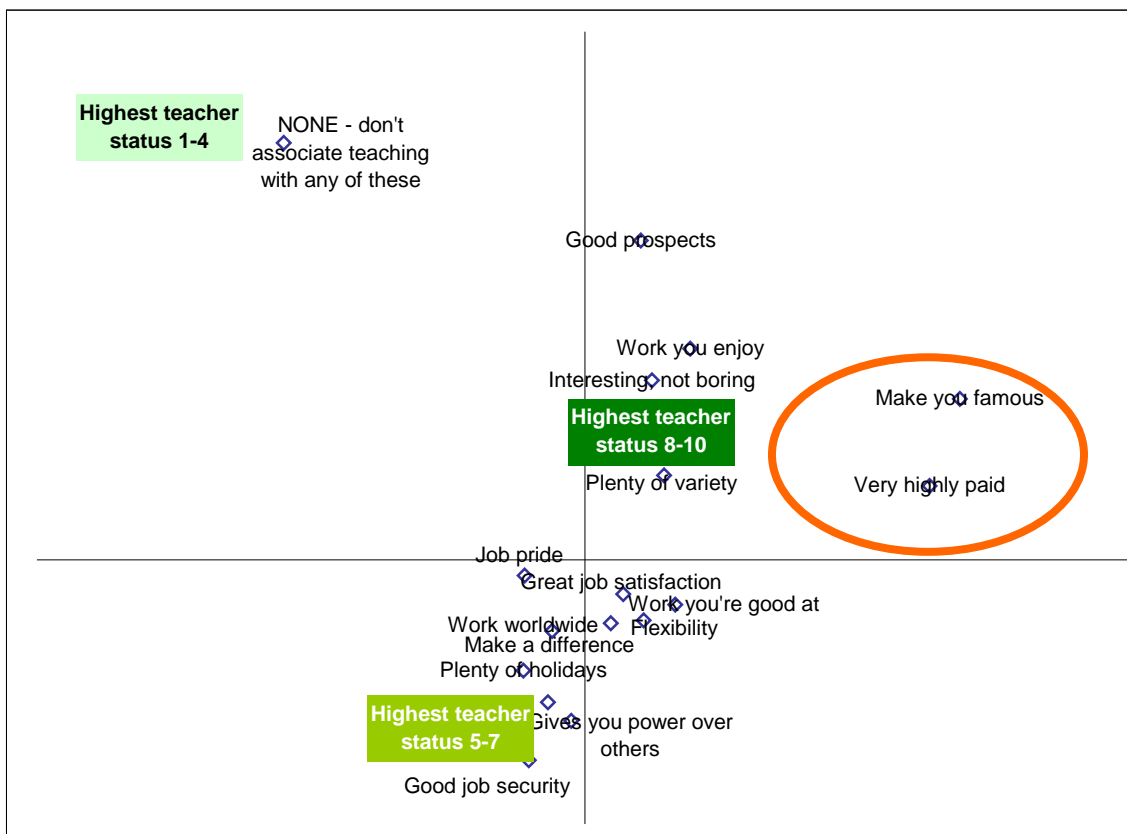 Highest teacher
status 1-4
NONE - don't
associate teaching
with any of these
Good prospects
Work you enjoy
Interesting, not boring
Make you famous
Highest teacher
status 8-10
Plenty of variety
Very highly paid
Job pride
Great job satisfaction
Work you're good at
Work worldwide
Flexibility
Make a difference
Plenty of holidays
Highest teacher
status 5-7
Gives you power over
others
Good job security